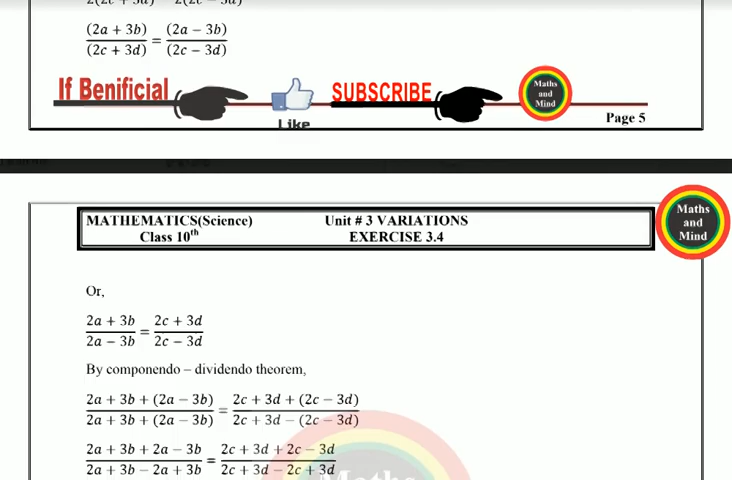 (2a + 3b)/(2c + 3d) = (2a − 3b)/(2c − 3d)
If Benificial
Like
SUBSCRIBE
Maths
and
Mind
Page 5
MATHEMATICS(Science) Unit # 3 VARIATIONS
Class 10th EXERCISE 3.4
Maths
and
Mind
Or,
2a + 3b/2a − 3b = 2c + 3d/2c − 3d
By componendo – dividendo theorem,
2a + 3b + (2a − 3b)/2a + 3b + (2a − 3b) = 2c + 3d + (2c − 3d)/2c + 3d − (2c − 3d)
2a + 3b + 2a − 3b/2a + 3b − 2a + 3b = 2c + 3d + 2c − 3d/2c + 3d − 2c + 3d
Maths